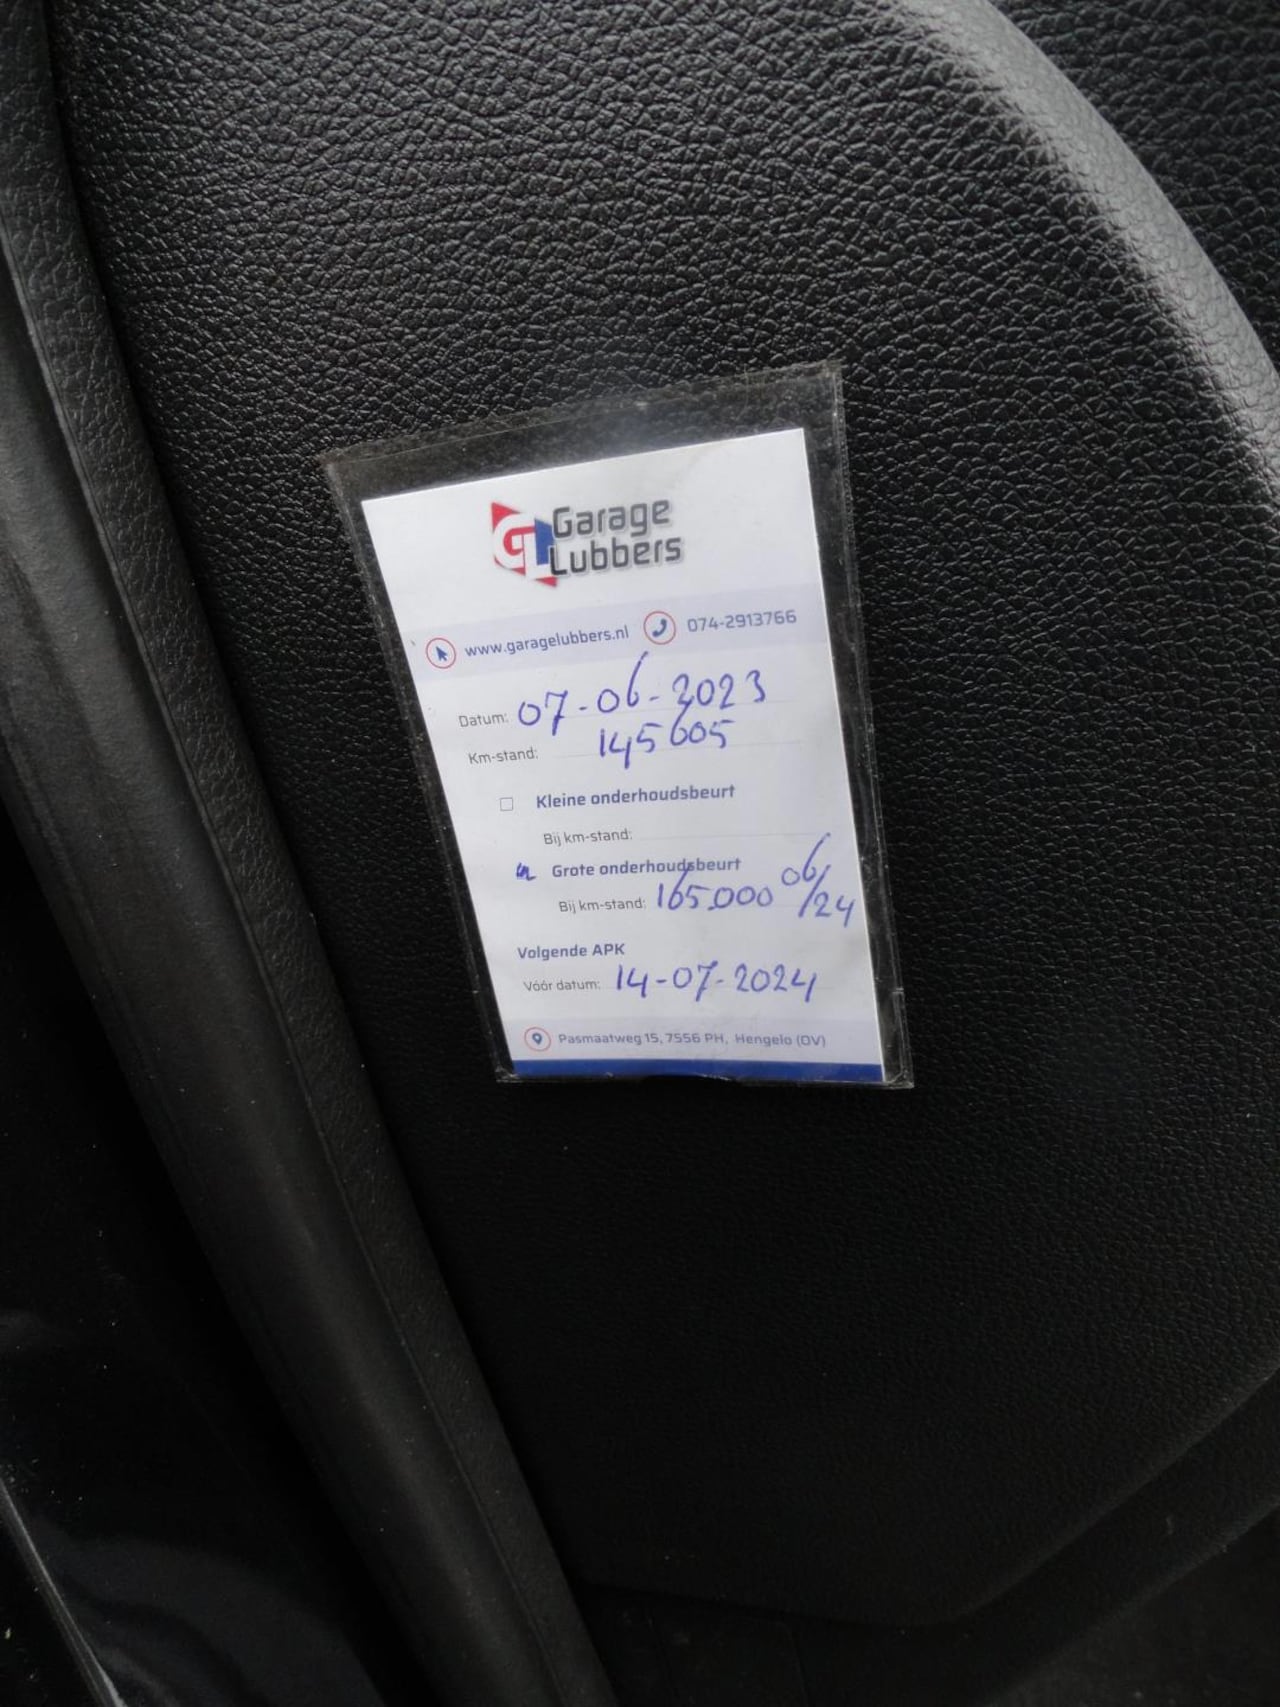 GL Garage
Lubbers
www.garagelubbers.nl 074-2913766
Datum: 07-06-2023
Km-stand: 145605
Kleine onderhoudsbeurt
Bij km-stand:
Grote onderhoudsbeurt
Bij km-stand: 165.000 06/24
Volgende APK
Vóór datum: 14-07-2024
Pasmaatweg 15, 7556 PH, Hengelo (OV)